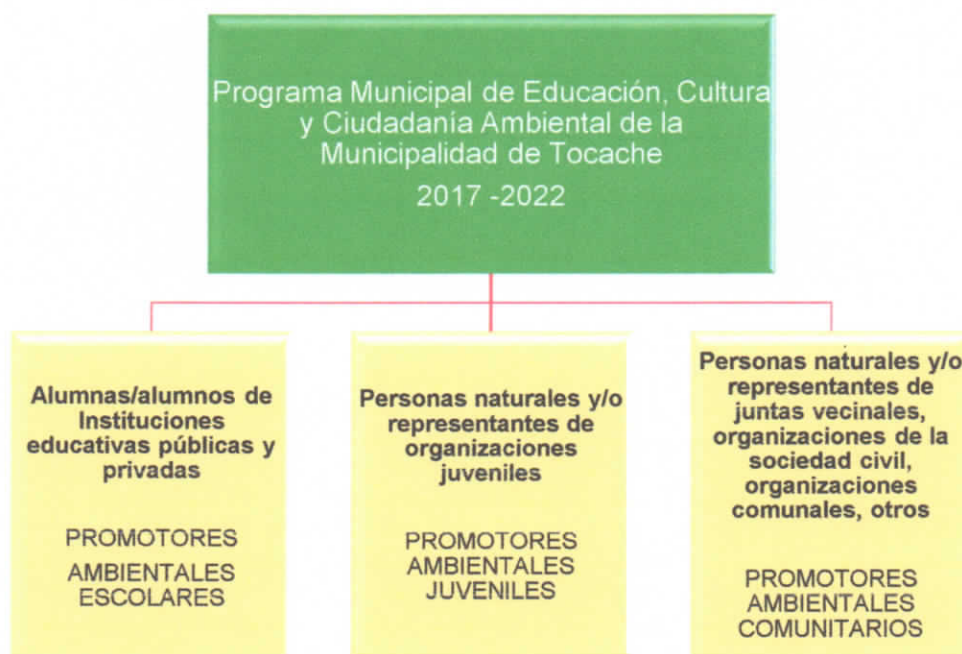 Programa Municipal de Educación, Cultura
y Ciudadanía Ambiental de la
Municipalidad de Tocache
2017 -2022
Alumnas/alumnos de
Instituciones
educativas públicas y
privadas
PROMOTORES
AMBIENTALES
ESCOLARES
Personas naturales y/o
representantes de
organizaciones
juveniles
PROMOTORES
AMBIENTALES
JUVENILES
Personas naturales y/o
representantes de
juntas vecinales,
organizaciones de la
sociedad civil,
organizaciones
comunales, otros
PROMOTORES
AMBIENTALES
COMUNITARIOS